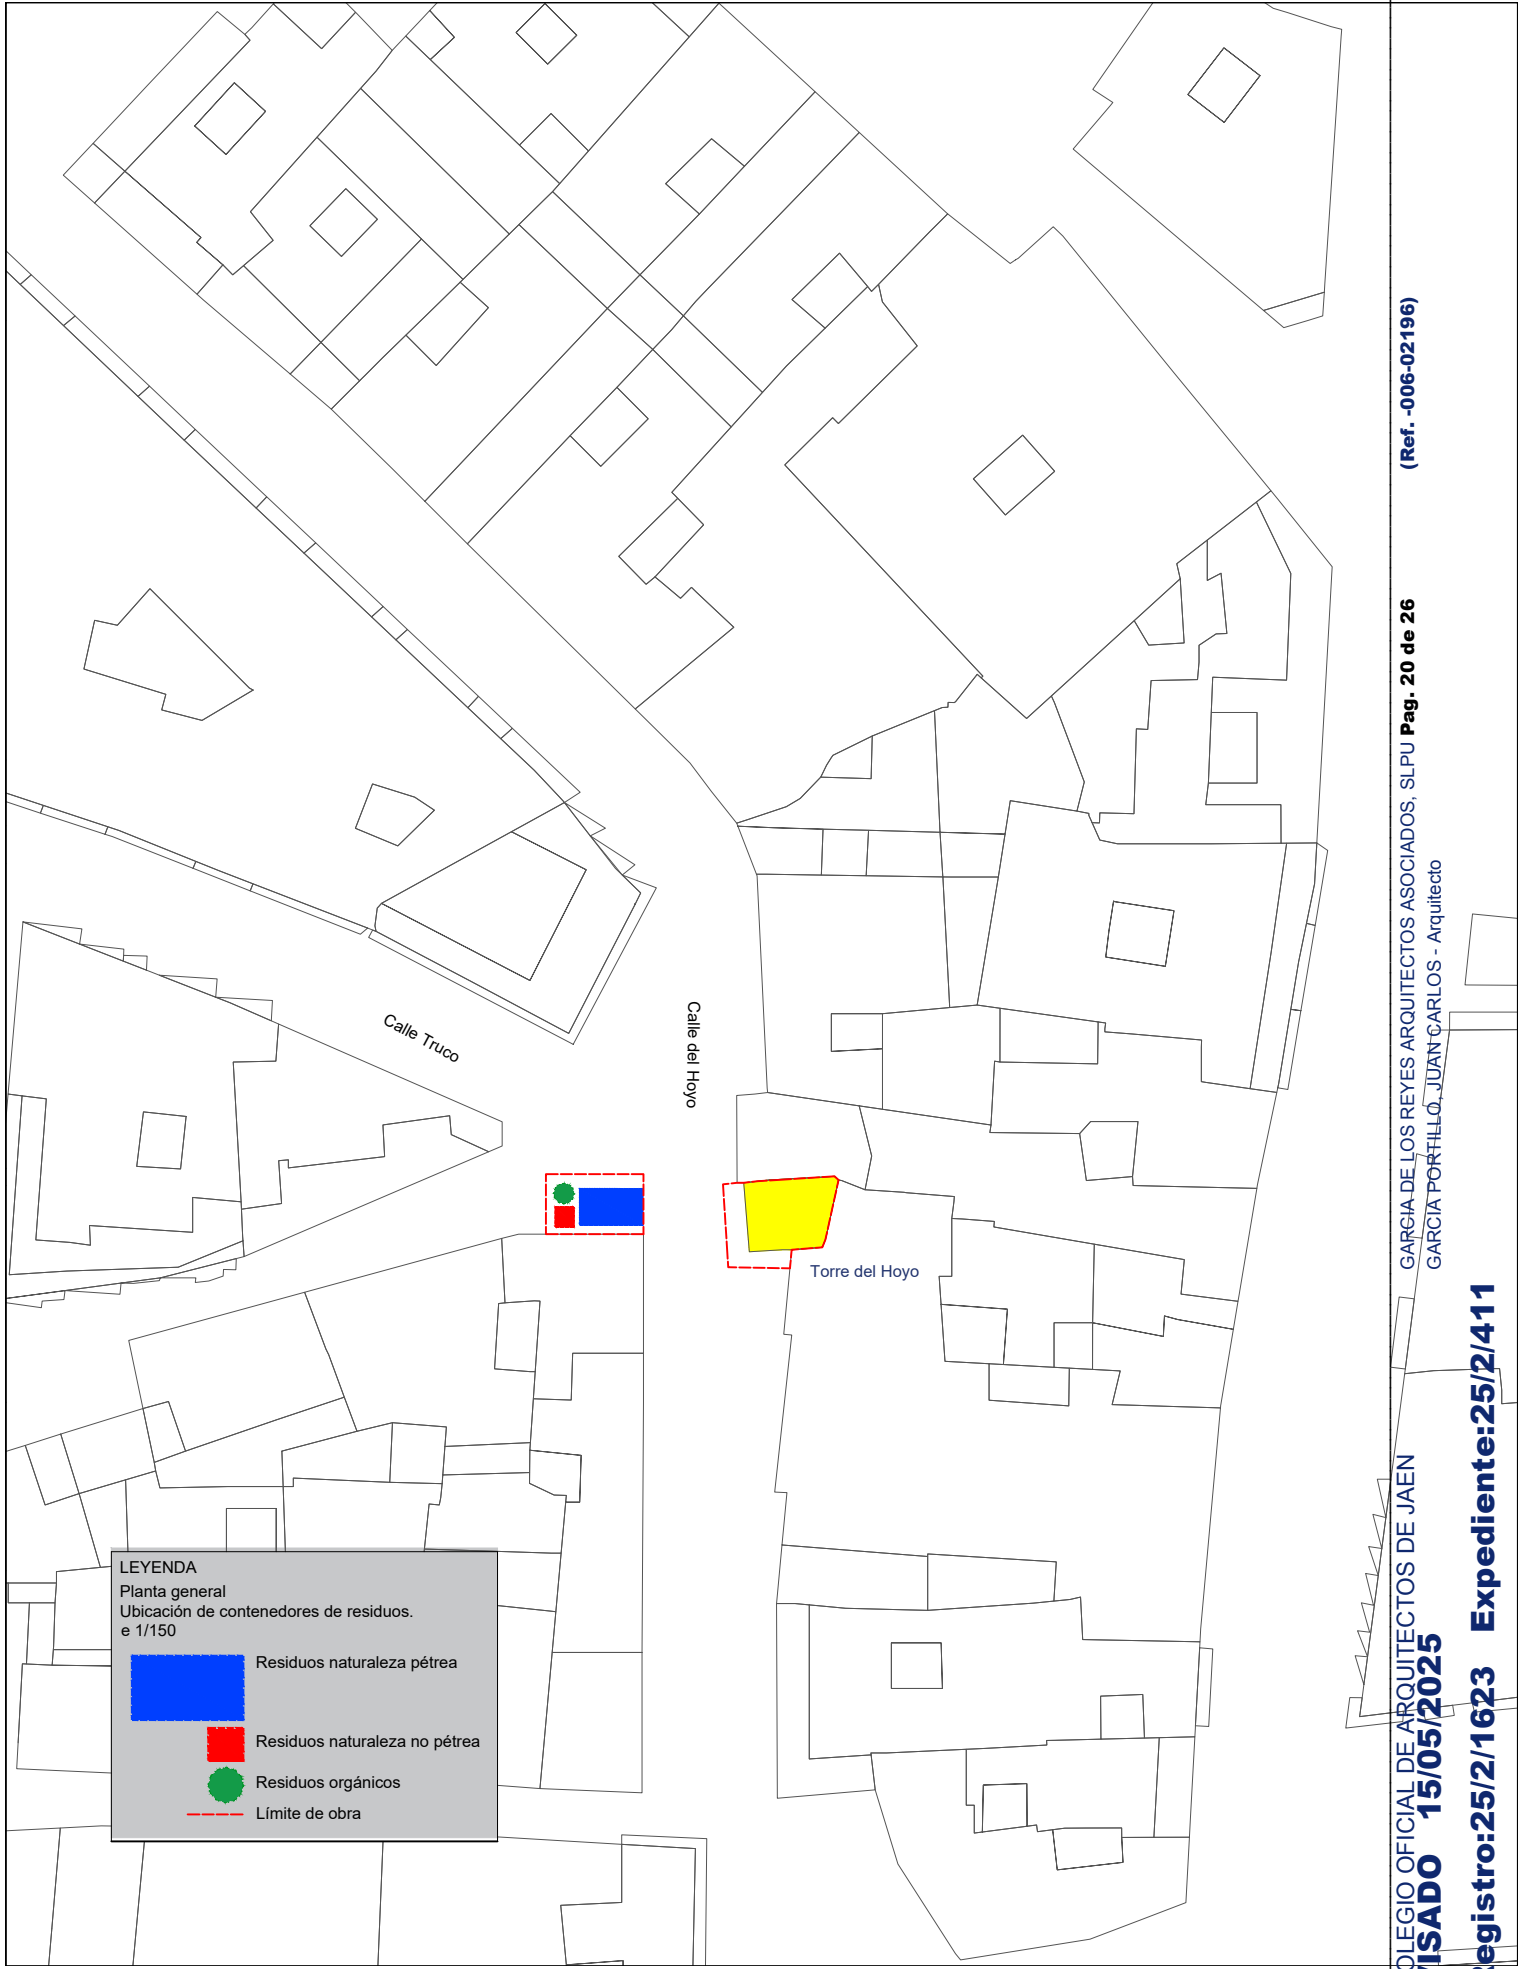 Calle Truco
Calle del Hoyo
Torre del Hoyo
LEYENDA
Planta general
Ubicación de contenedores de residuos.
e 1/150
Residuos naturaleza pétrea
Residuos naturaleza no pétrea
Residuos orgánicos
Límite de obra
OLEGIO OFICIAL DE ARQUITECTOS DE JAEN
GARCIA DE LOS REYES ARQUITECTOS ASOCIADOS, SLPU Pag. 20 de 26
(Ref. -006-02196)
ISADO 15/05/2025
GARCIA PORTILLO, JUAN CARLOS - Arquitecto
egistro:25/2/1623 Expediente:25/2/411